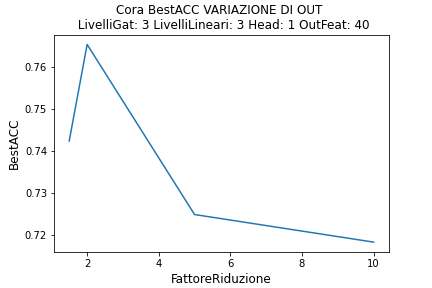 Cora BestACC VARIAZIONE DI OUT
LivelliGat: 3 LivelliLineari: 3 Head: 1 OutFeat: 40
0.76
0.75
0.74
0.73
0.72
BestACC
2 4 6 8 10
FattoreRiduzione